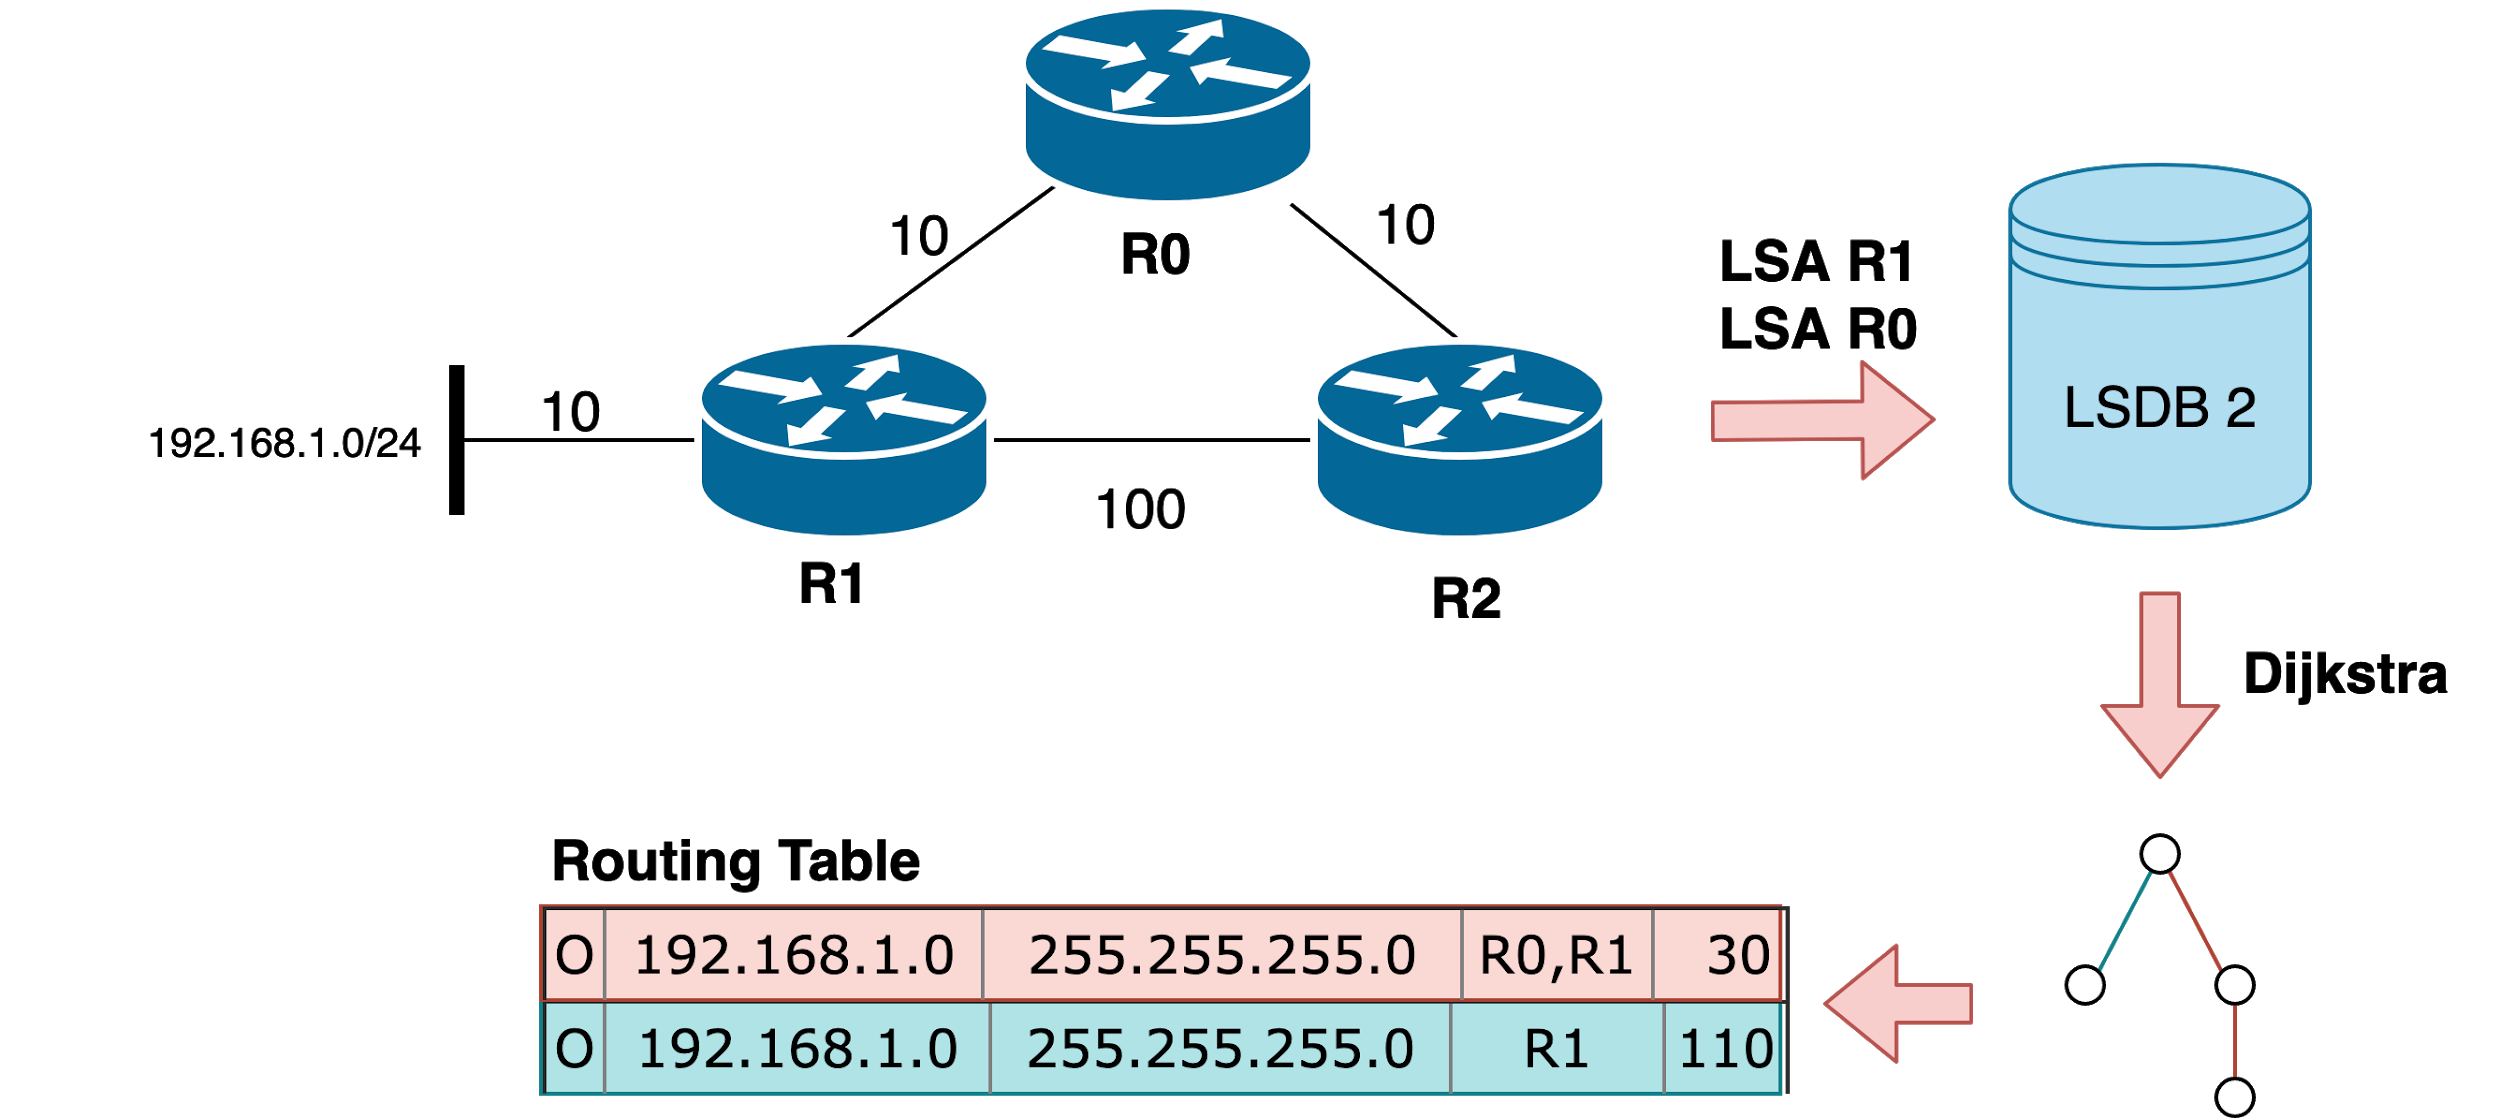 10
R0
10
LSA R1
LSA R0
192.168.1.0/24
10
100
R1
R2
LSDB 2
Dijkstra
Routing Table
O 192.168.1.0 255.255.255.0 R0,R1 30
O 192.168.1.0 255.255.255.0 R1 110